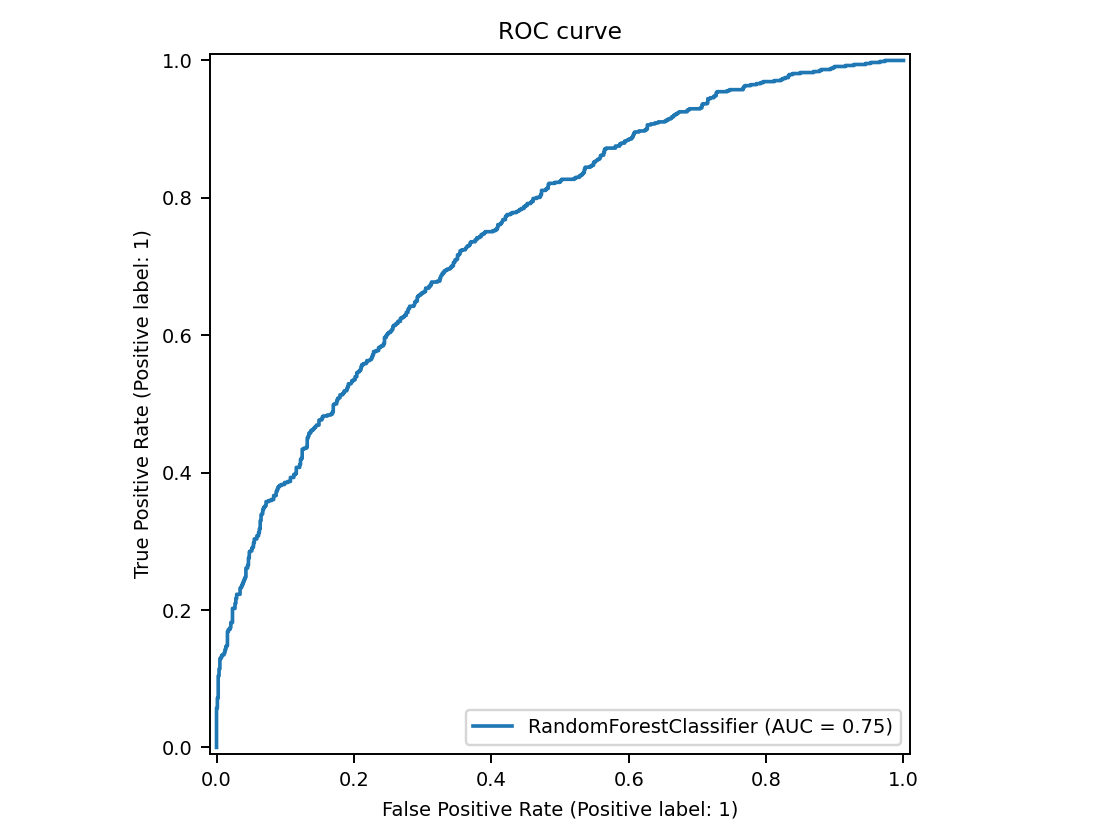 ROC curve
True Positive Rate (Positive label: 1)
1.0
0.8
0.6
0.4
0.2
0.0
RandomForestClassifier (AUC = 0.75)
0.0 0.2 0.4 0.6 0.8 1.0
False Positive Rate (Positive label: 1)